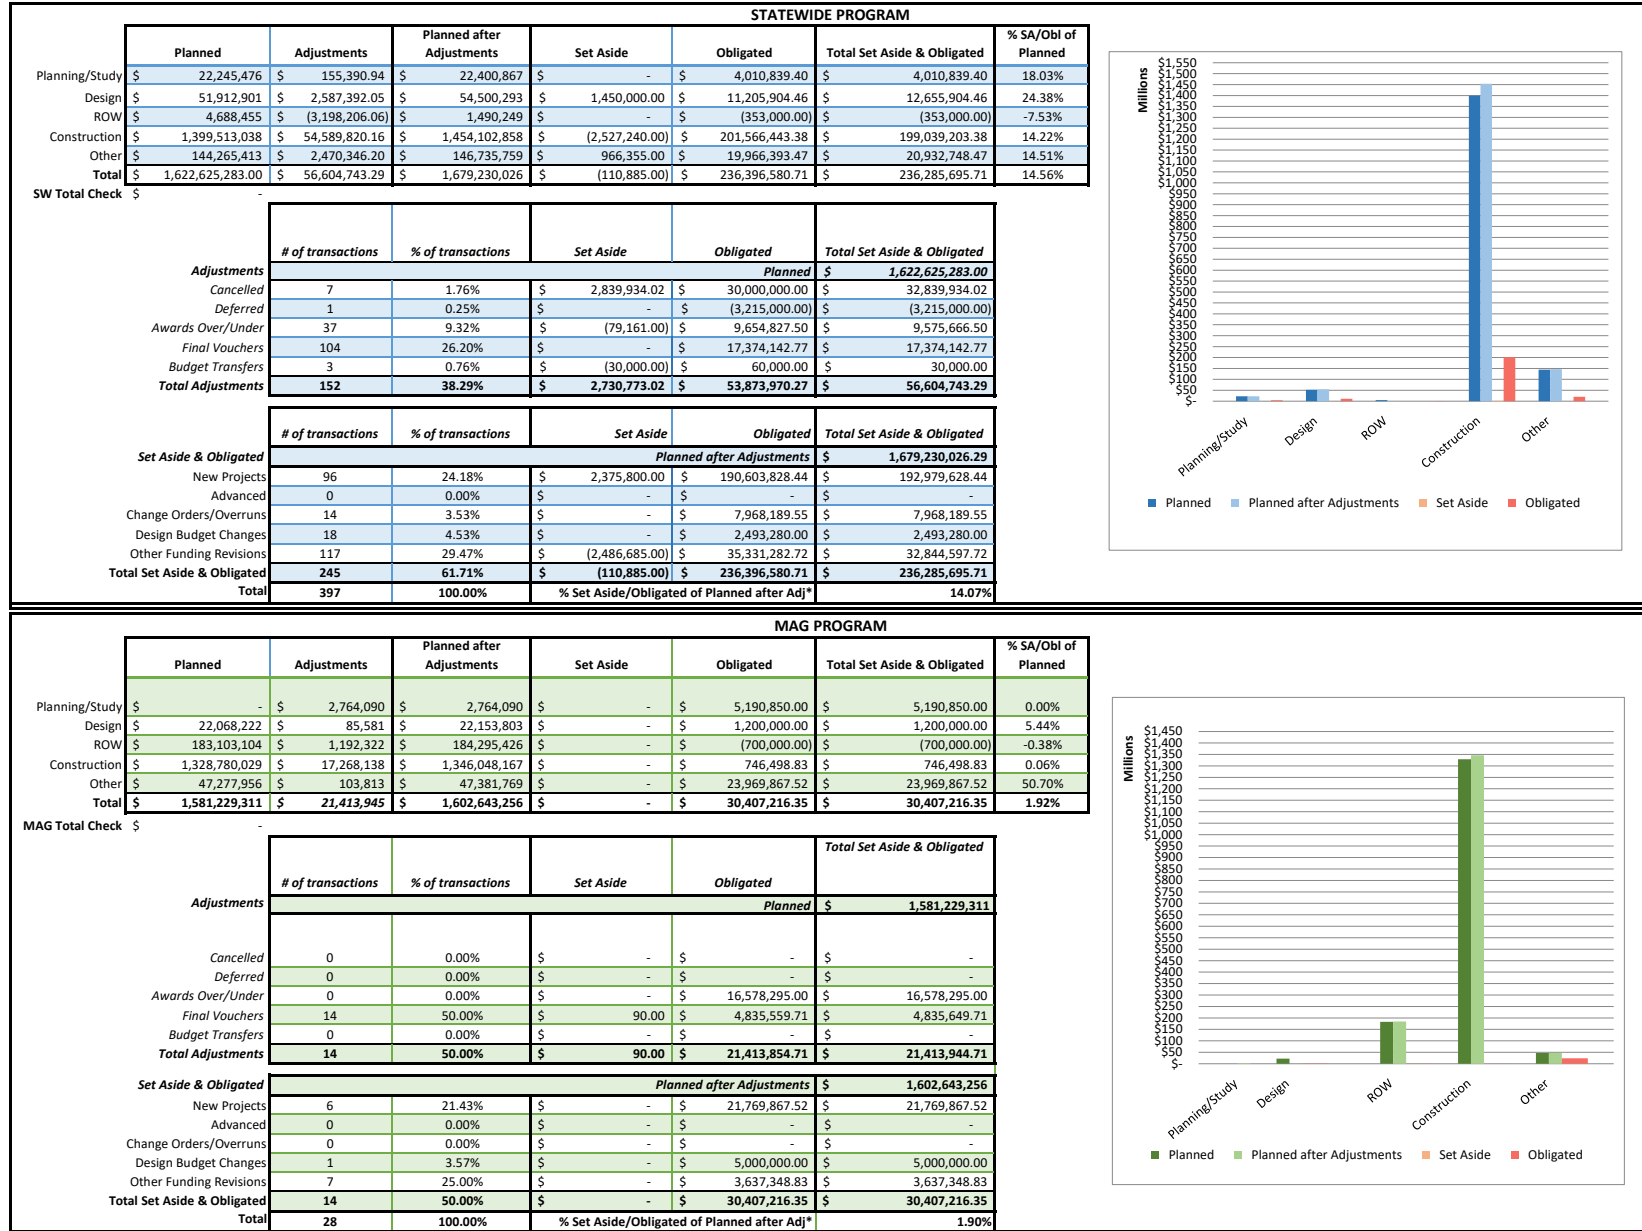 STATEWIDE PROGRAM
Planned Adjustments Planned after Adjustments Set Aside Obligated Total Set Aside & Obligated % SA/Obl of Planned
Planning/Study $ 22,245,476 $ 155,390.94 $ 22,400,867 $ - $ 4,010,839.40 $ 4,010,839.40 18.03%
Design $ 51,912,901 $ 2,587,392.05 $ 54,500,293 $ 1,450,000.00 $ 11,205,904.46 $ 12,655,904.46 24.38%
ROW $ 4,688,455 $ (3,198,206.06) $ 1,490,249 $ - $ (353,000.00) $ (353,000.00) -7.53%
Construction $ 1,399,513,038 $ 54,589,820.16 $ 1,454,102,858 $ (2,527,240.00) $ 201,566,443.38 $ 199,039,203.38 14.22%
Other $ 144,265,413 $ 2,470,346.20 $ 146,735,759 $ 966,355.00 $ 19,966,393.47 $ 20,932,748.47 14.51%
Total $ 1,622,625,283.00 $ 56,604,743.29 $ 1,679,230,026 $ (110,885.00) $ 236,396,580.71 $ 236,285,695.71 14.56%
SW Total Check $ -
# of transactions % of transactions Set Aside Obligated Total Set Aside & Obligated
Adjustments Planned $ 1,622,625,283.00
Cancelled 7 1.76% $ 2,839,934.02 $ 30,000,000.00 $ 32,839,934.02
Deferred 1 0.25% $ - $ (3,215,000.00) $ (3,215,000.00)
Awards Over/Under 37 9.32% $ (79,161.00) $ 9,654,827.50 $ 9,575,666.50
Final Vouchers 104 26.20% $ - $ 17,374,142.77 $ 17,374,142.77
Budget Transfers 3 0.76% $ (30,000.00) $ 60,000.00 $ 30,000.00
Total Adjustments 152 38.29% $ 2,730,773.02 $ 53,873,970.27 $ 56,604,743.29
# of transactions % of transactions Set Aside Obligated Total Set Aside & Obligated
Set Aside & Obligated Planned after Adjustments $ 1,679,230,026.29
New Projects 96 24.18% $ 2,375,800.00 $ 190,603,828.44 $ 192,979,628.44
Advanced 0 0.00% $ - $ - $ -
Change Orders/Overruns 14 3.53% $ - $ 7,968,189.55 $ 7,968,189.55
Design Budget Changes 18 4.53% $ - $ 2,493,280.00 $ 2,493,280.00
Other Funding Revisions 117 29.47% $ (2,486,685.00) $ 35,331,282.72 $ 32,844,597.72
Total Set Aside & Obligated 245 61.71% $ (110,885.00) $ 236,396,580.71 $ 236,285,695.71
Total 397 100.00% % Set Aside/Obligated of Planned after Adj* 14.07%
Millions
$1,550
$1,500
$1,450
$1,400
$1,350
$1,300
$1,250
$1,200
$1,150
$1,100
$1,050
$1,000
$950
$900
$850
$800
$750
$700
$650
$600
$550
$500
$450
$400
$350
$300
$250
$200
$150
$100
$50
$-
Planning/Study Design ROW Construction Other
Planned Planned after Adjustments Set Aside Obligated
MAG PROGRAM
Planned Adjustments Planned after Adjustments Set Aside Obligated Total Set Aside & Obligated % SA/Obl of Planned
Planning/Study $ - $ 2,764,090 $ 2,764,090 $ - $ 5,190,850.00 $ 5,190,850.00 0.00%
Design $ 22,068,222 $ 85,581 $ 22,153,803 $ - $ 1,200,000.00 $ 1,200,000.00 5.44%
ROW $ 183,103,104 $ 1,192,322 $ 184,295,426 $ - $ (700,000.00) $ (700,000.00) -0.38%
Construction $ 1,328,780,029 $ 17,268,138 $ 1,346,048,167 $ - $ 746,498.83 $ 746,498.83 0.06%
Other $ 47,277,956 $ 103,813 $ 47,381,769 $ - $ 23,969,867.52 $ 23,969,867.52 50.70%
Total $ 1,581,229,311 $ 21,413,945 $ 1,602,643,256 $ - $ 30,407,216.35 $ 30,407,216.35 1.92%
MAG Total Check $ -
# of transactions % of transactions Set Aside Obligated Total Set Aside & Obligated
Adjustments Planned $ 1,581,229,311
Cancelled 0 0.00% $ - $ - $ -
Deferred 0 0.00% $ - $ - $ -
Awards Over/Under 0 0.00% $ - $ 16,578,295.00 $ 16,578,295.00
Final Vouchers 14 50.00% $ 90.00 $ 4,835,559.71 $ 4,835,649.71
Budget Transfers 0 0.00% $ - $ - $ -
Total Adjustments 14 50.00% $ 90.00 $ 21,413,854.71 $ 21,413,944.71
Set Aside & Obligated Planned after Adjustments $ 1,602,643,256
New Projects 6 21.43% $ - $ 21,769,867.52 $ 21,769,867.52
Advanced 0 0.00% $ - $ - $ -
Change Orders/Overruns 0 0.00% $ - $ - $ -
Design Budget Changes 1 3.57% $ - $ 5,000,000.00 $ 5,000,000.00
Other Funding Revisions 7 25.00% $ - $ 3,637,348.83 $ 3,637,348.83
Total Set Aside & Obligated 14 50.00% $ - $ 30,407,216.35 $ 30,407,216.35
Total 28 100.00% % Set Aside/Obligated of Planned after Adj* 1.90%
Millions
$1,450
$1,400
$1,350
$1,300
$1,250
$1,200
$1,150
$1,100
$1,050
$1,000
$950
$900
$850
$800
$750
$700
$650
$600
$550
$500
$450
$400
$350
$300
$250
$200
$150
$100
$50
$-
Planning/Study Design ROW Construction Other
Planned Planned after Adjustments Set Aside Obligated